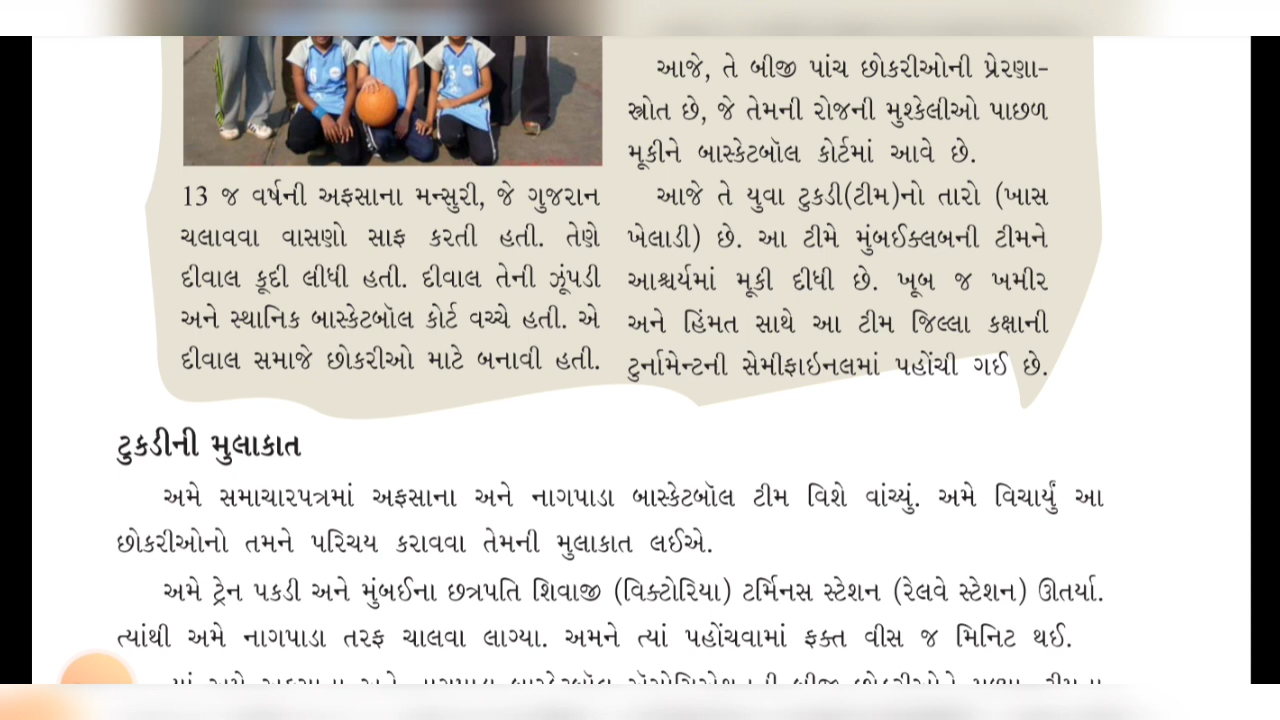 13 જ વર્ષની અફસાના મન્સુરી, જે ગુજરાન
ચલાવવા વાસણો સાફ કરતી હતી. તેણે
દીવાલ કૂદી લીધી હતી. દીવાલ તેની ઝૂંપડી
અને સ્થાનિક બાસ્કેટબૉલ કોર્ટ વચ્ચે હતી. એ
દીવાલ સમાજે છોકરીઓ માટે બનાવી હતી.
આજે, તે બીજી પાંચ છોકરીઓની પ્રેરણા-
સ્ત્રોત છે, જે તેમની રોજની મુશ્કેલીઓ પાછળ
મૂકીને બાસ્કેટબૉલ કોર્ટમાં આવે છે.
આજે તે યુવા ટુકડી(ટીમ)નો તારો (ખાસ
ખેલાડી) છે. આ ટીમે મુંબઈક્લબની ટીમને
આશ્ચર્યમાં મૂકી દીધી છે. ખૂબ જ ખમીર
અને હિંમત સાથે આ ટીમ જિલ્લા કક્ષાની
ટુર્નામેન્ટની સેમીફાઇનલમાં પહોંચી ગઈ છે.
ટુકડીની મુલાકાત
અમે સમાચારપત્રમાં અફસાના અને નાગપાડા બાસ્કેટબૉલ ટીમ વિશે વાંચ્યું. અમે વિચાર્યું આ
છોકરીઓનો તમને પરિચય કરાવવા તેમની મુલાકાત લઈએ.
અમે ટ્રેન પકડી અને મુંબઈના છત્રપતિ શિવાજી (વિક્ટોરિયા) ટર્મિનસ સ્ટેશન (રેલવે સ્ટેશન) ઊતર્યા.
ત્યાંથી અમે નાગપાડા તરફ ચાલવા લાગ્યા. અમને ત્યાં પહોંચવામાં ફક્ત વીસ જ મિનિટ થઈ.